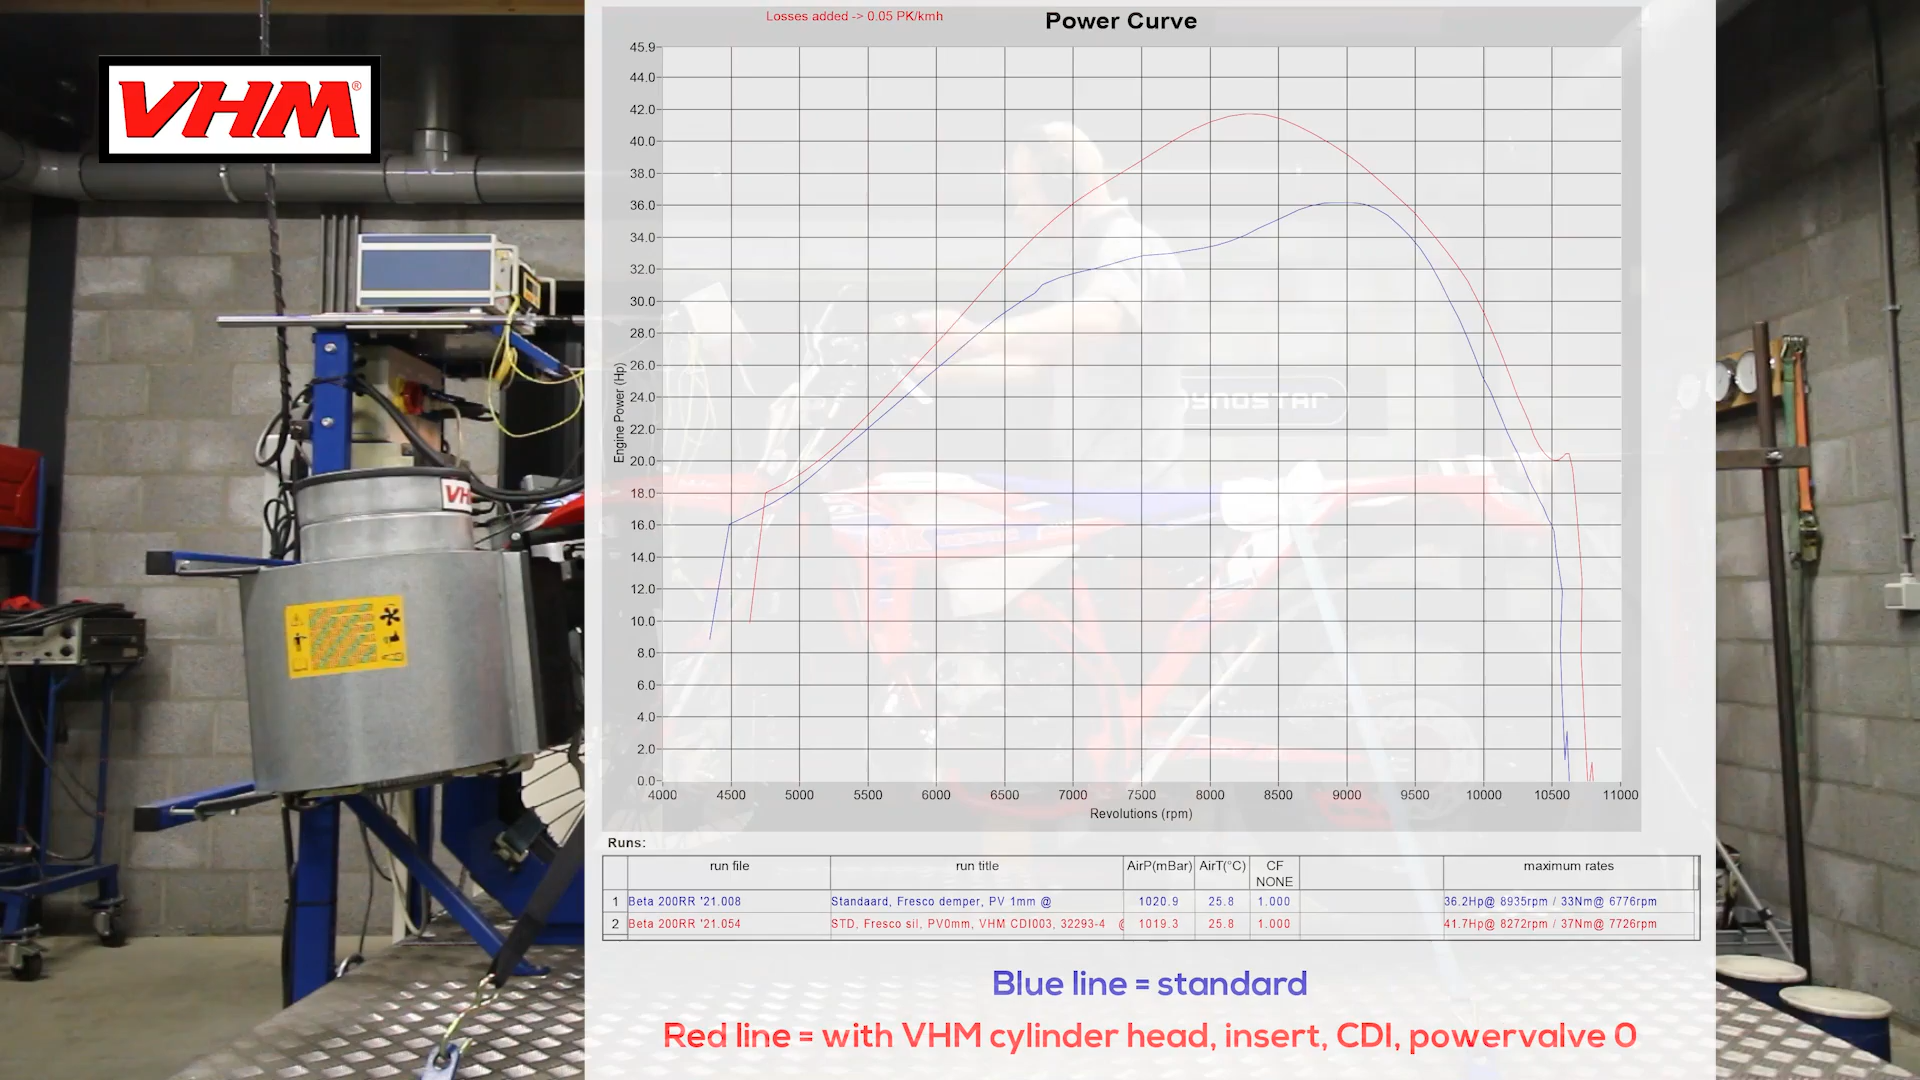 VHM®
Losses added -> 0.05 PK/kmh
Power Curve
45.9
44.0
42.0
40.0
38.0
36.0
34.0
32.0
30.0
28.0
26.0
24.0
22.0
20.0
18.0
16.0
14.0
12.0
10.0
8.0
6.0
4.0
2.0
0.0
Engine Power (Hp)
4000 4500 5000 5500 6000 6500 7000 7500 8000 8500 9000 9500 10000 10500 11000
Revolutions (rpm)
YNOSTAR
VH
Runs:
run file run title AirP(mBar) AirT(°C) CF NONE maximum rates
1 Beta 200RR '21.008 Standaard, Fresco demper, PV 1mm @ 1020.9 25.8 1.000 36.2Hp@ 8935rpm / 33Nm@ 6776rpm
2 Beta 200RR '21.054 STD, Fresco sil, PV0mm, VHM CDI003, 32293-4 @ 1019.3 25.8 1.000 41.7Hp@ 8272rpm / 37Nm@ 7726rpm
Blue line = standard
Red line = with VHM cylinder head, insert, CDI, powervalve 0